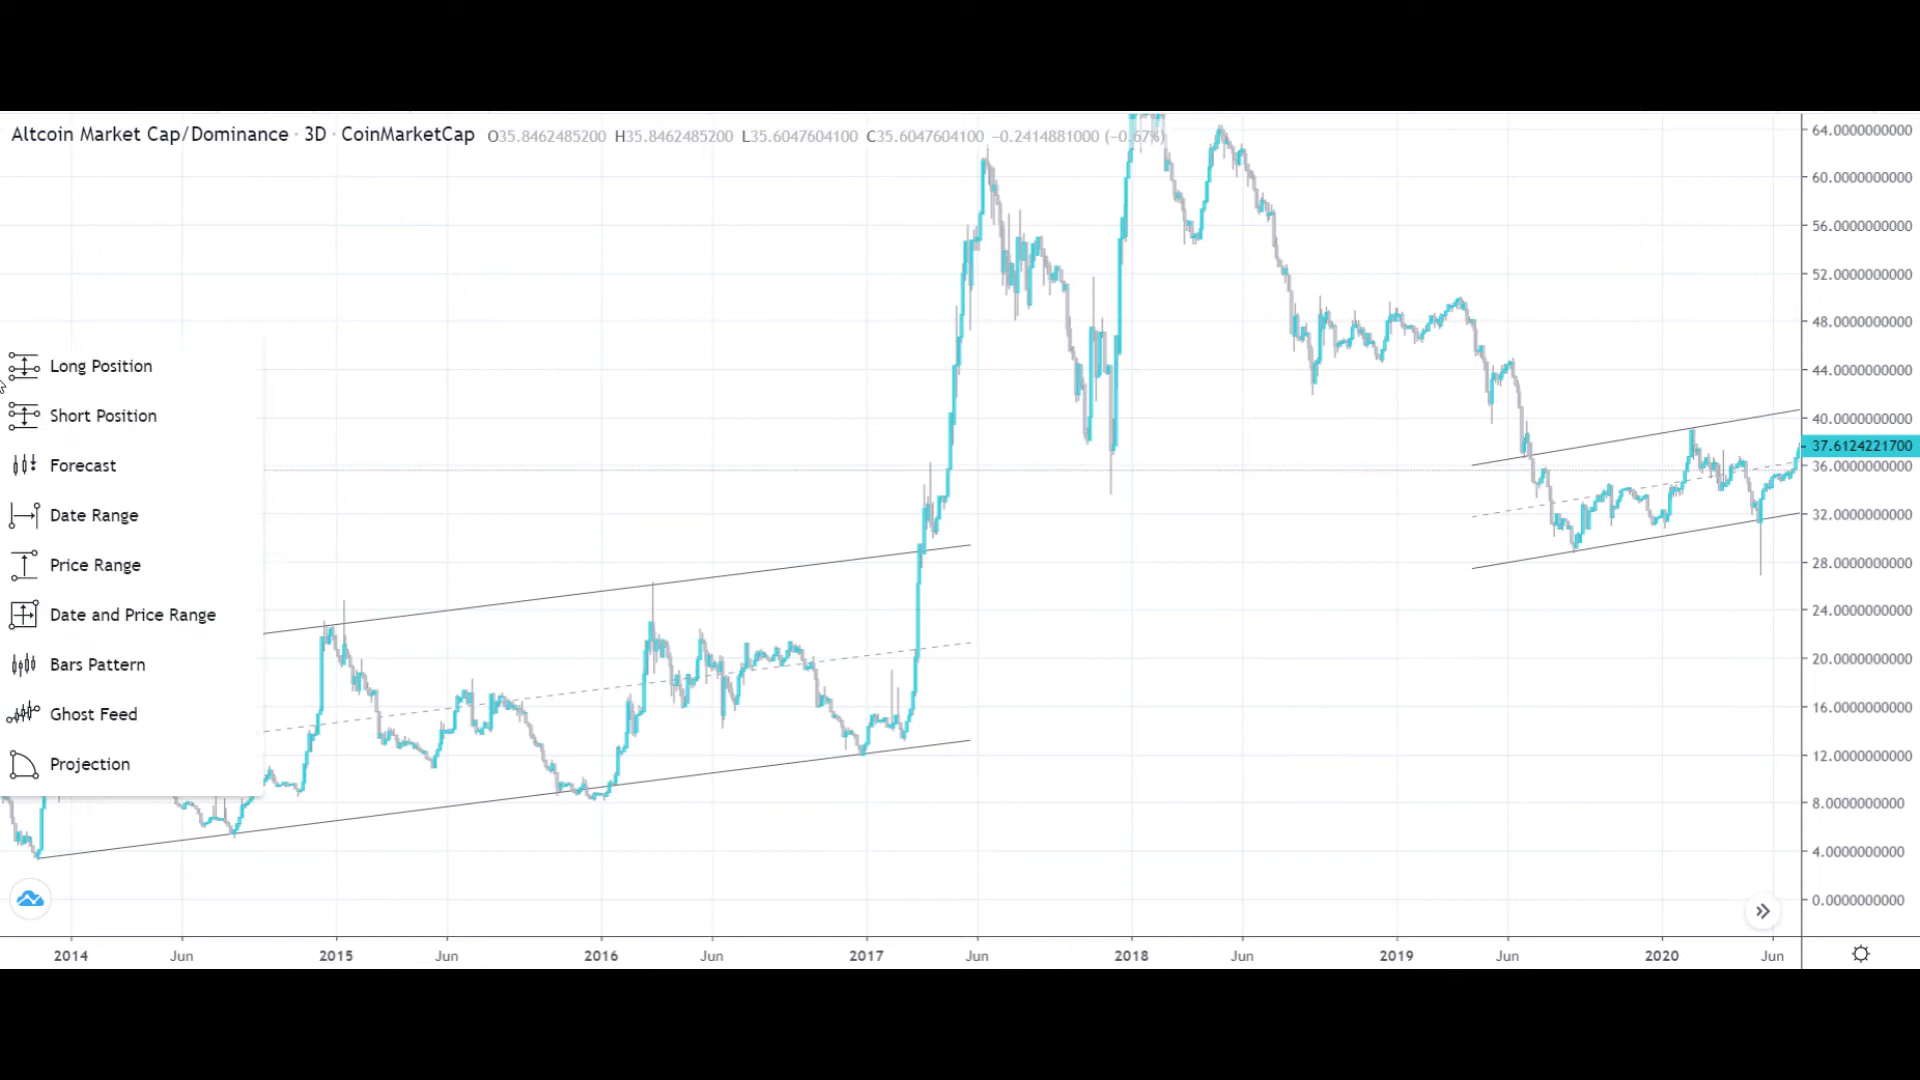 Altcoin Market Cap/Dominance · 3D · CoinMarketCap O35.8462485200 H35.8462485200 L35.6047604100 C35.6047604100 −0.2414881000 (−0.67%)
64.0000000000
60.0000000000
56.0000000000
52.0000000000
48.0000000000
44.0000000000
40.0000000000
37.6124221700
36.0000000000
32.0000000000
28.0000000000
24.0000000000
20.0000000000
16.0000000000
12.0000000000
8.0000000000
4.0000000000
0.0000000000
Long Position
Short Position
Forecast
Date Range
Price Range
Date and Price Range
Bars Pattern
Ghost Feed
Projection
2014 Jun 2015 Jun 2016 Jun 2017 Jun 2018 Jun 2019 Jun 2020 Jun